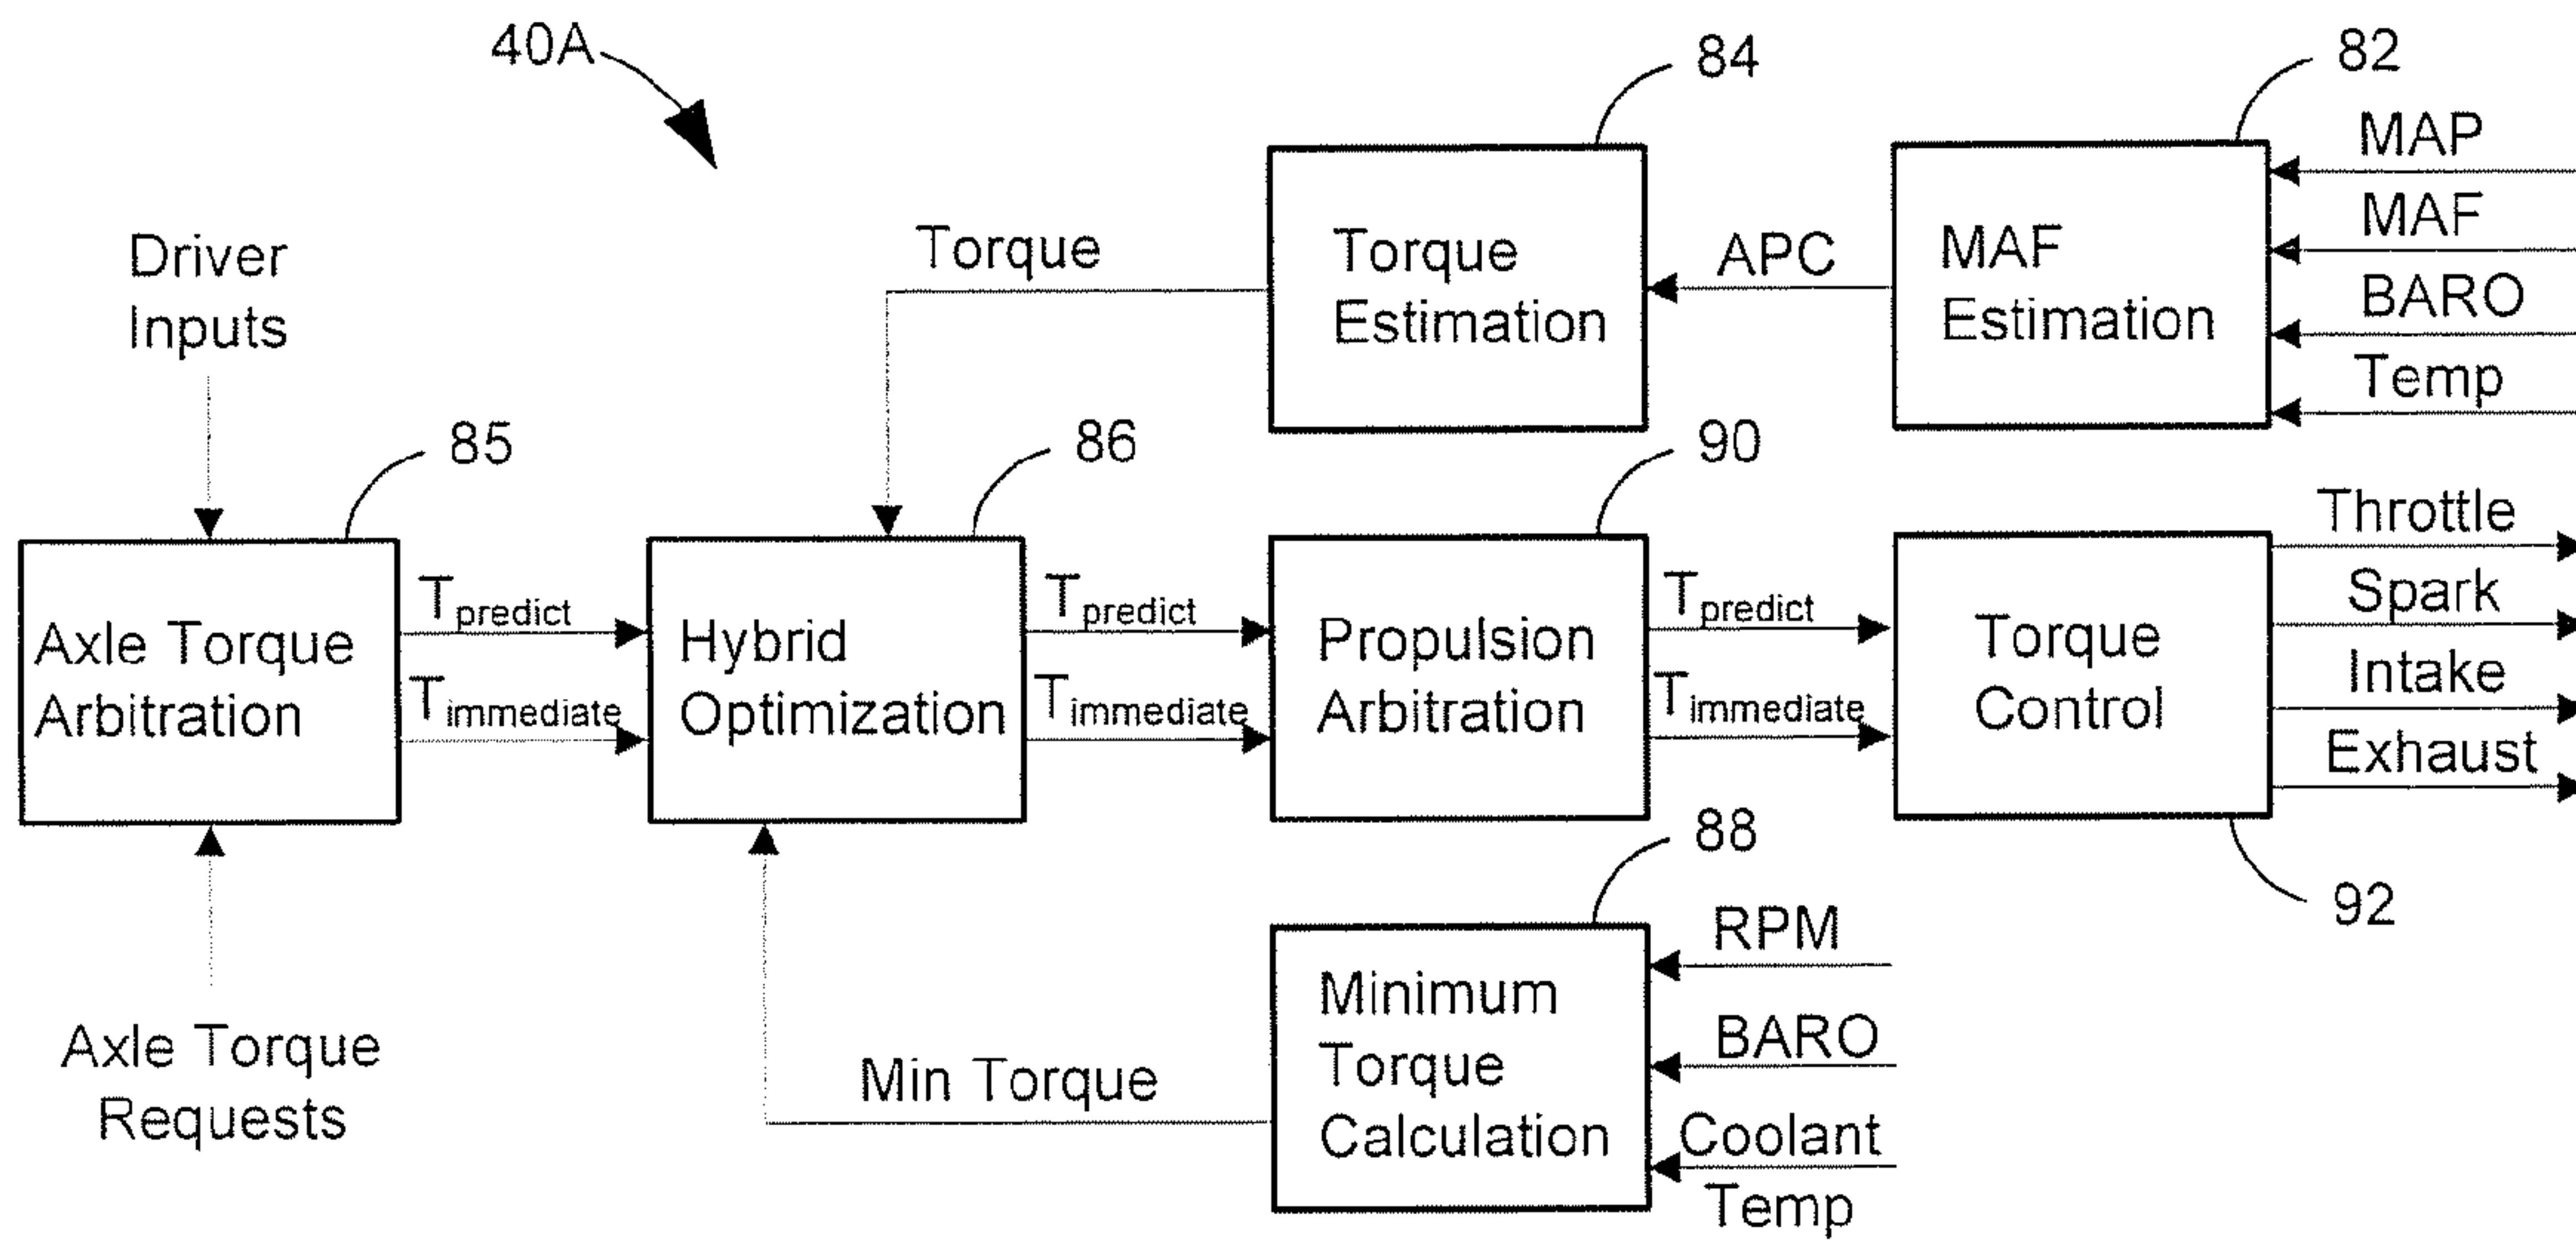 40A
84
82
MAP
MAF
BARO
Temp
Driver
Inputs
Torque
Torque
Estimation
APC
MAF
Estimation
85
86
90
Throttle
Spark
Intake
Exhaust
Axle Torque
Arbitration
Tpredict
Timmediate
Hybrid
Optimization
Tpredict
Timmediate
Propulsion
Arbitration
Tpredict
Timmediate
Torque
Control
88
92
RPM
BARO
Coolant
Temp
Axle Torque
Requests
Min Torque
Minimum
Torque
Calculation